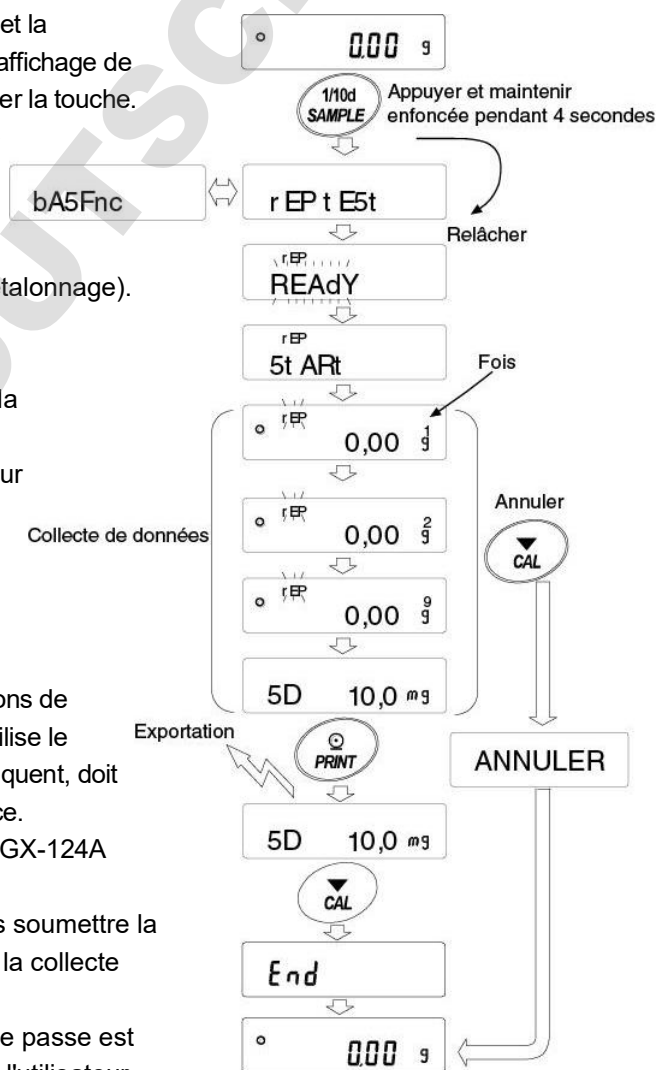 et la
0.00 g
affichage de
er la touche.
1/10d
SAMPLE
Appuyer et maintenir
enfoncée pendant 4 secondes
bA5Fnc
r EP t E5t
Relâcher
talonnage).
rEP
REAdY
rEP
5t ARt
Fois
la
rEP
1
0,00 g
ur
Annuler
CAL
Collecte de données
rEP
2
0,00 g
rEP
9
0,00 g
5D 10,0 mg
ons de
lise le
quent, doit
ce.
GX-124A
s soumettre la
la collecte
e passe est
l'utilisateur
Exportation
PRINT
ANNULER
5D 10,0 mg
CAL
End
0.00 g